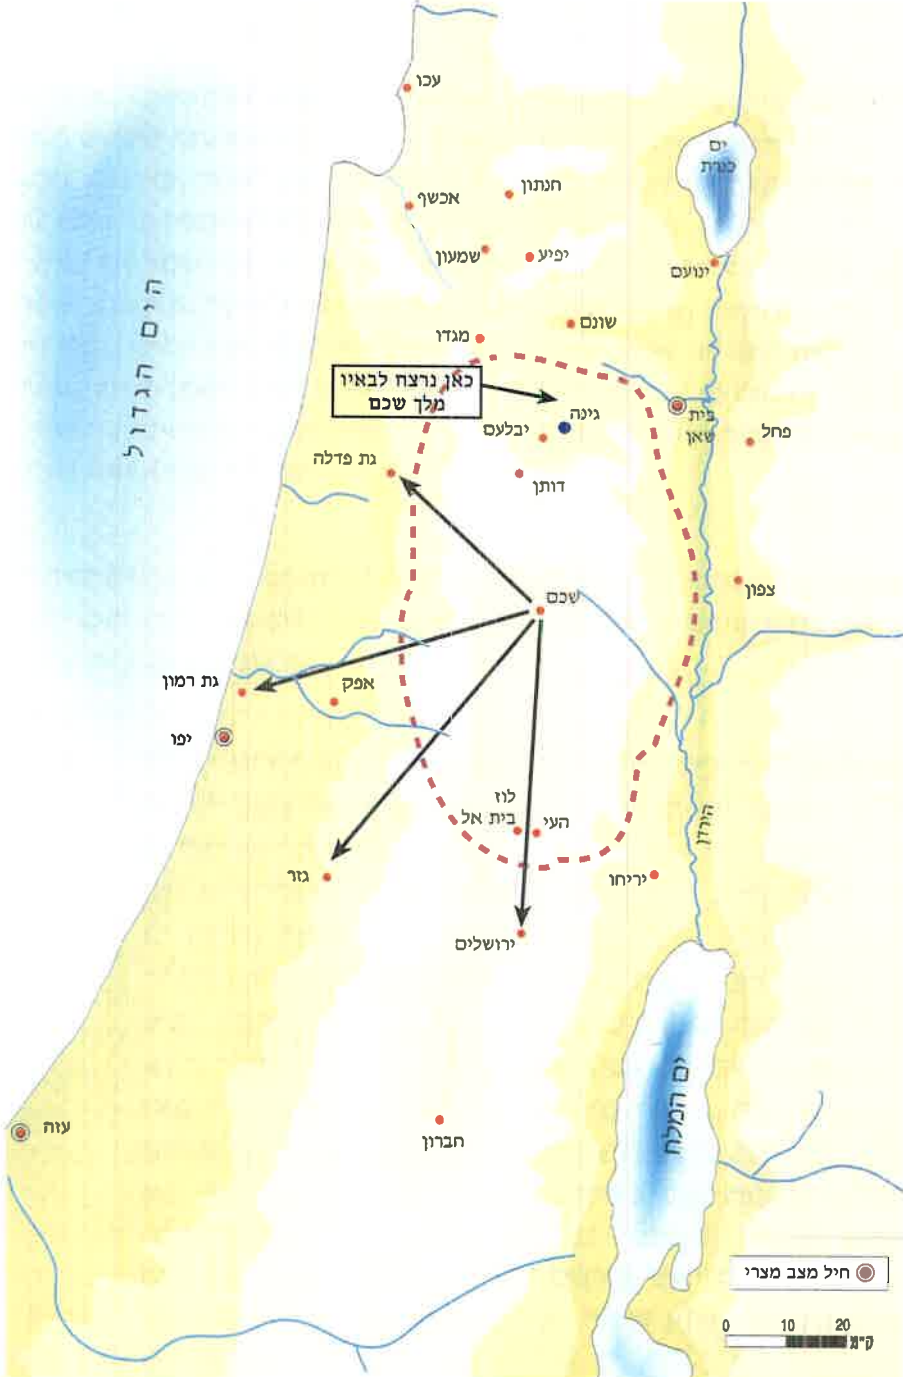 עכו
ים
כנרת
חנתון
אכשף
שמעון
יפיע
ינועם
שונם
מגדו
הים הגדול
כאן נרצח לבאיו
מלך שכם
גינה
יבלעם
בית
שאן
פחל
גת פדלה
דותן
שכם
צפון
גת רמון
אפק
יפו
לוז
בית אל
העי
הירדן
גזר
יריחו
ירושלים
ים המלח
עזה
חברון
חיל מצב מצרי
0 10 20
ק"מ